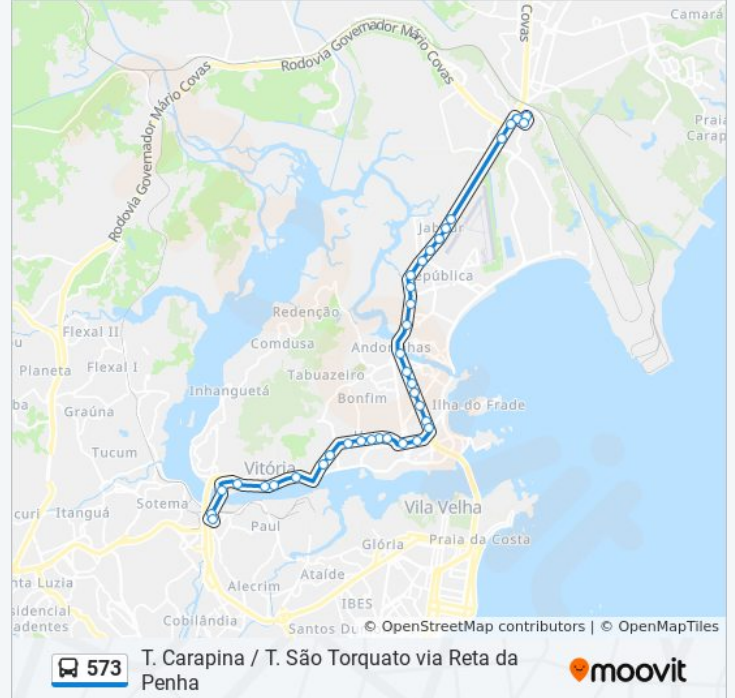 Camará
Covas
Rodovia Governador Mário Covas
Praia
Carap
Rodovia Governador Mário Covas
Jabour
República
Redenção
Flexal II
Comdusa
Andorinhas
Planeta
Flexal I
Tabuazeiro
Inhanguetá
Bonfim
Ilha do Frade
ba
Graúna
Tucum
Vitória
Sotema
Vila Velha
curi
Itanguá
Paul
Praia da Costa
Glória
nta Luzia
Ataíde
Alecrim
IBES
sidencial
adentes
Cobilândia
Santos Du
© OpenStreetMap contributors | © OpenMapTiles
573
T. Carapina / T. São Torquato via Reta da
Penha
moovit